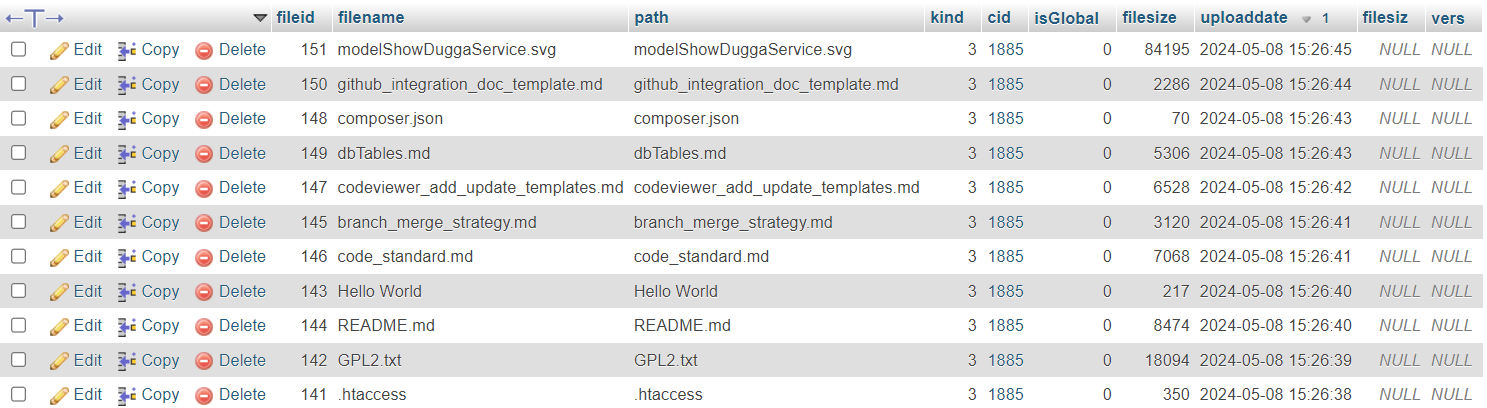 fileid filename path kind cid isGlobal filesize uploaddate 1 filesiz vers
Edit Copy Delete 151 modelShowDuggaService.svg modelShowDuggaService.svg 3 1885 0 84195 2024-05-08 15:26:45 NULL NULL
Edit Copy Delete 150 github_integration_doc_template.md github_integration_doc_template.md 3 1885 0 2286 2024-05-08 15:26:44 NULL NULL
Edit Copy Delete 148 composer.json composer.json 3 1885 0 70 2024-05-08 15:26:43 NULL NULL
Edit Copy Delete 149 dbTables.md dbTables.md 3 1885 0 5306 2024-05-08 15:26:43 NULL NULL
Edit Copy Delete 147 codeviewer_add_update_templates.md codeviewer_add_update_templates.md 3 1885 0 6528 2024-05-08 15:26:42 NULL NULL
Edit Copy Delete 145 branch_merge_strategy.md branch_merge_strategy.md 3 1885 0 3120 2024-05-08 15:26:41 NULL NULL
Edit Copy Delete 146 code_standard.md code_standard.md 3 1885 0 7068 2024-05-08 15:26:41 NULL NULL
Edit Copy Delete 143 Hello World Hello World 3 1885 0 217 2024-05-08 15:26:40 NULL NULL
Edit Copy Delete 144 README.md README.md 3 1885 0 8474 2024-05-08 15:26:40 NULL NULL
Edit Copy Delete 142 GPL2.txt GPL2.txt 3 1885 0 18094 2024-05-08 15:26:39 NULL NULL
Edit Copy Delete 141 .htaccess .htaccess 3 1885 0 350 2024-05-08 15:26:38 NULL NULL